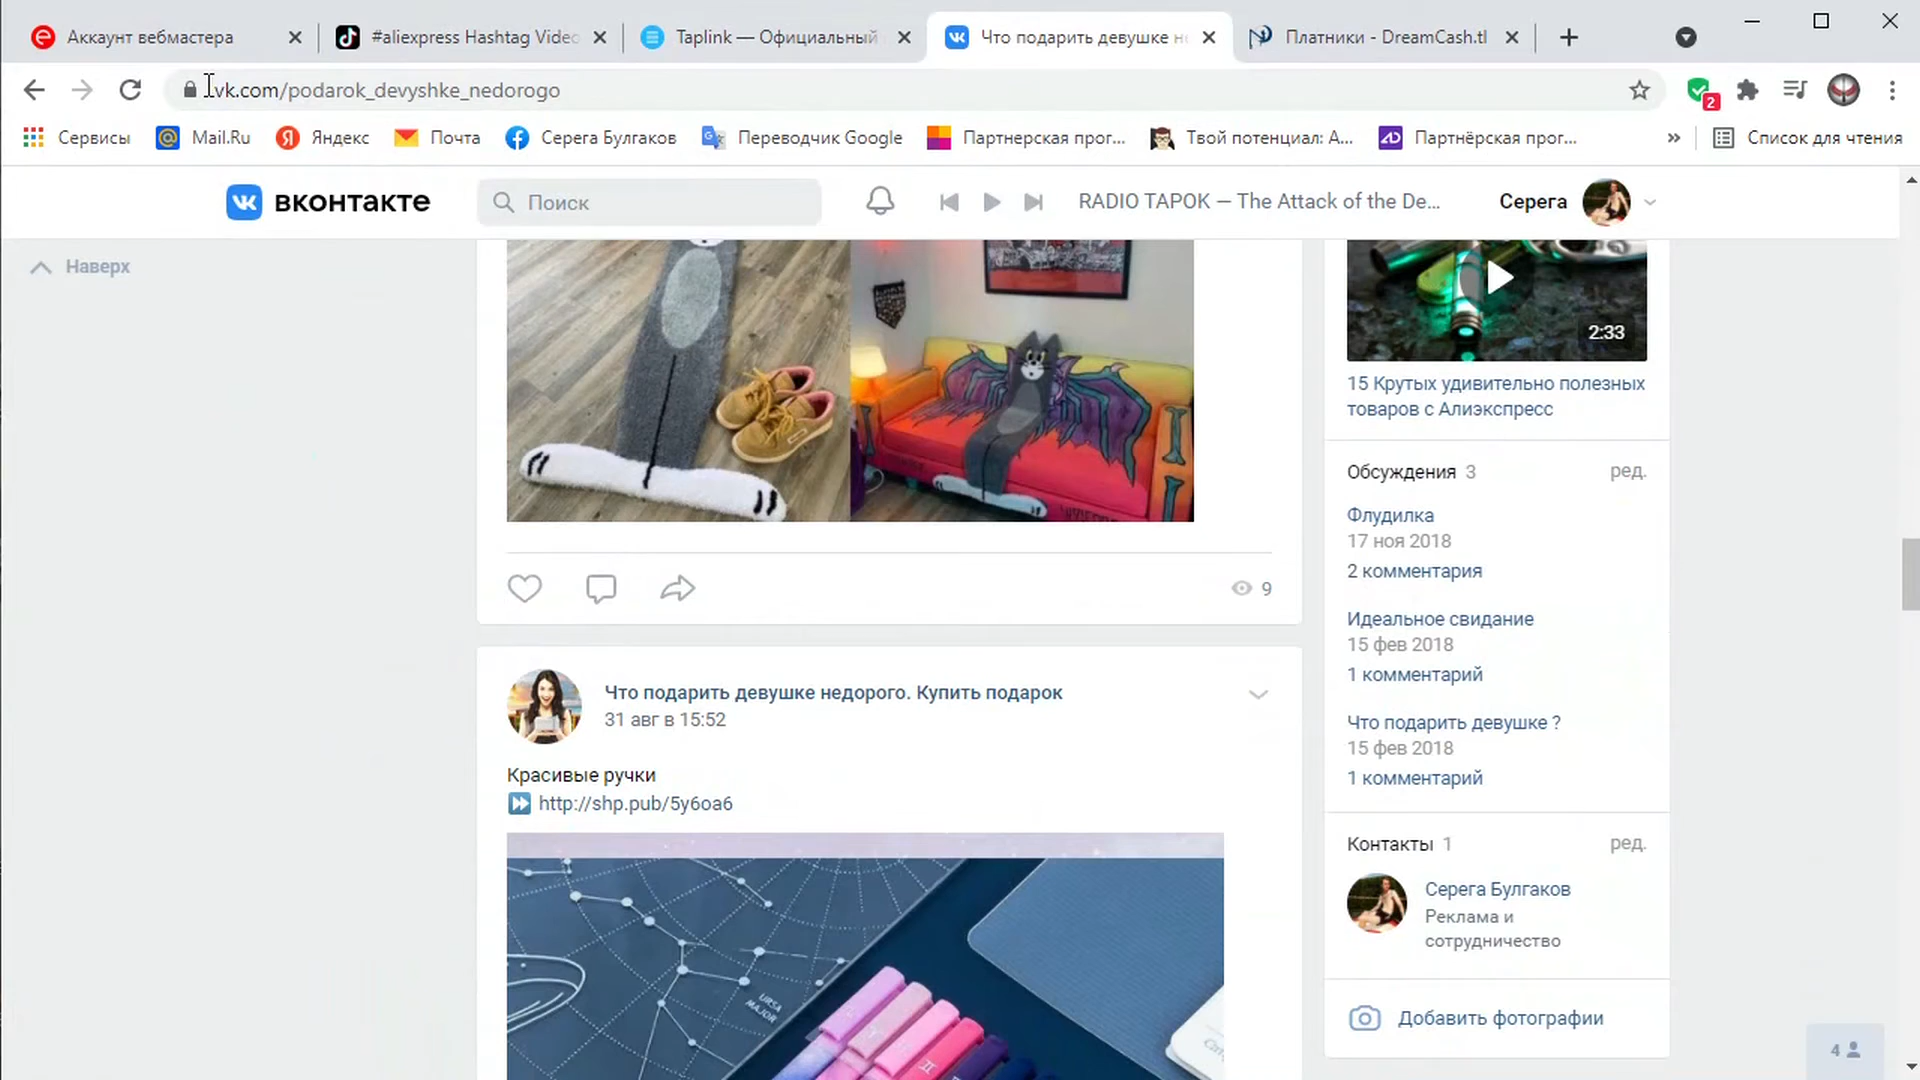 Аккаунт вебмастера
#aliexpress Hashtag Video
Taplink — Официальный
Что подарить девушке н
Платники - DreamCash.tl
vk.com/podarok_devyshke_nedorogo
2
Сервисы
Mail.Ru
Яндекс
Почта
Серега Булгаков
Переводчик Google
Партнерская прог...
Твой потенциал: А...
Партнёрская прог...
»
Список для чтения
вконтакте
Поиск
RADIO TAPOK — The Attack of the De...
Серега
Наверх
2:33
15 Крутых удивительно полезных
товаров с Алиэкспресс
Обсуждения 3
ред.
Флудилка
17 ноя 2018
2 комментария
9
Идеальное свидание
15 фев 2018
1 комментарий
Что подарить девушке недорого. Купить подарок
31 авг в 15:52
Что подарить девушке ?
15 фев 2018
1 комментарий
Красивые ручки
http://shp.pub/5y6oa6
Контакты 1
ред.
Серега Булгаков
Реклама и
сотрудничество
URSA
MAJOR
Добавить фотографии
4